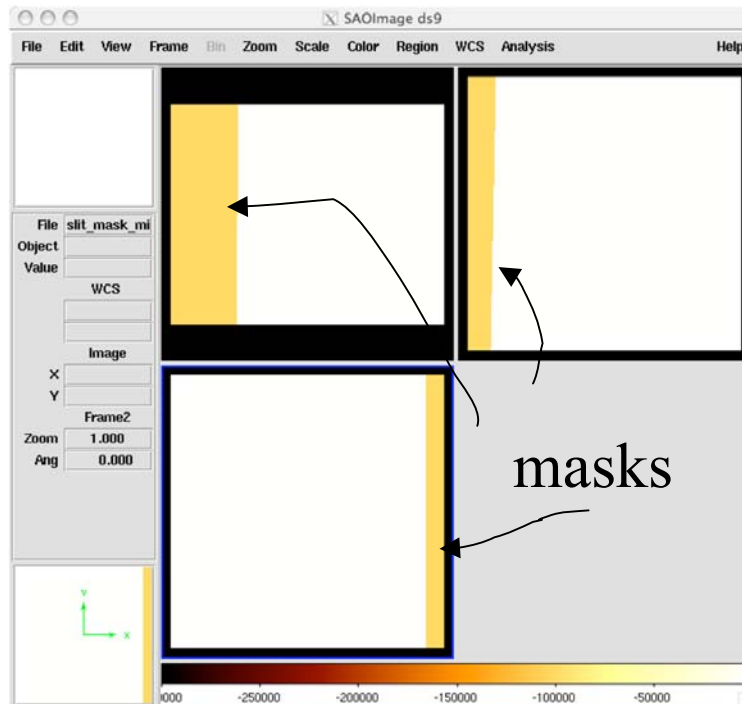 SAOImage ds9
File Edit View Frame Bin Zoom Scale Color Region WCS Analysis Help
File slit_mask_mi
Object
Value
WCS
Image
X
Y
Frame2
Zoom 1.000
Ang 0.000
masks
Y
X
000 -250000 -200000 -150000 -100000 -50000